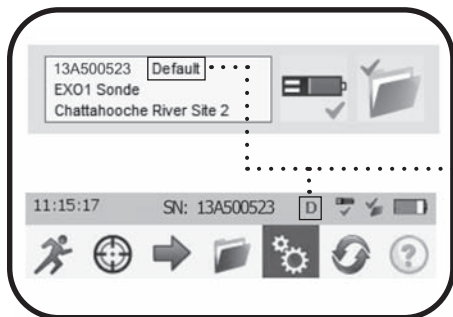 13A500523 Default
EXO1 Sonde
Chattahooche River Site 2
11:15:17 SN: 13A500523 D
?